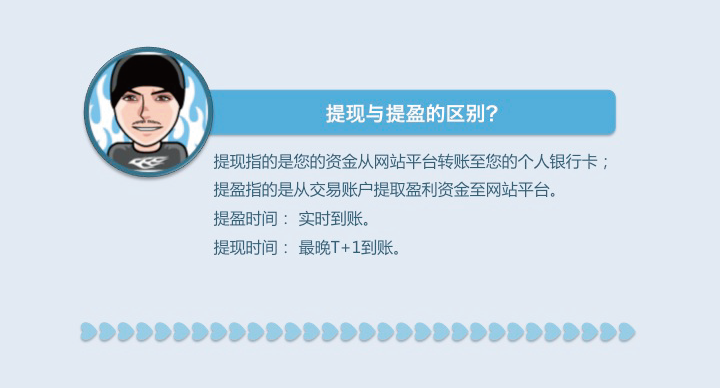 提现与提盈的区别？
提现指的是您的资金从网站平台转账至您的个人银行卡；
提盈指的是从交易账户提取盈利资金至网站平台。
提盈时间： 实时到账。
提现时间： 最晚T+1到账。